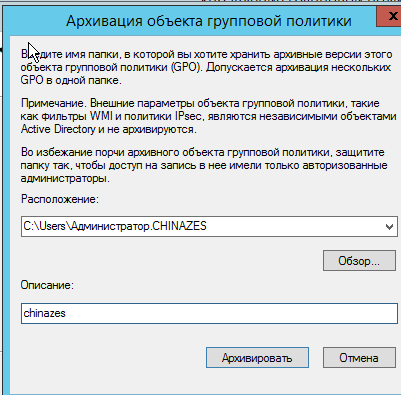 Архивация объекта групповой политики
x
Введите имя папки, в которой вы хотите хранить архивные версии этого
объекта групповой политики (GPO). Допускается архивация нескольких
GPO в одной папке.
Примечание. Внешние параметры объекта групповой политики, такие
как фильтры WMI и политики IPsec, являются независимыми объектами
Active Directory и не архивируются.
Во избежание порчи архивного объекта групповой политики, защитите
папку так, чтобы доступ на запись в нее имели только авторизованные
администраторы.
Расположение:
C:\Users\Администратор.CHINAZES
Обзор...
Описание:
chinazes
Архивировать
Отмена